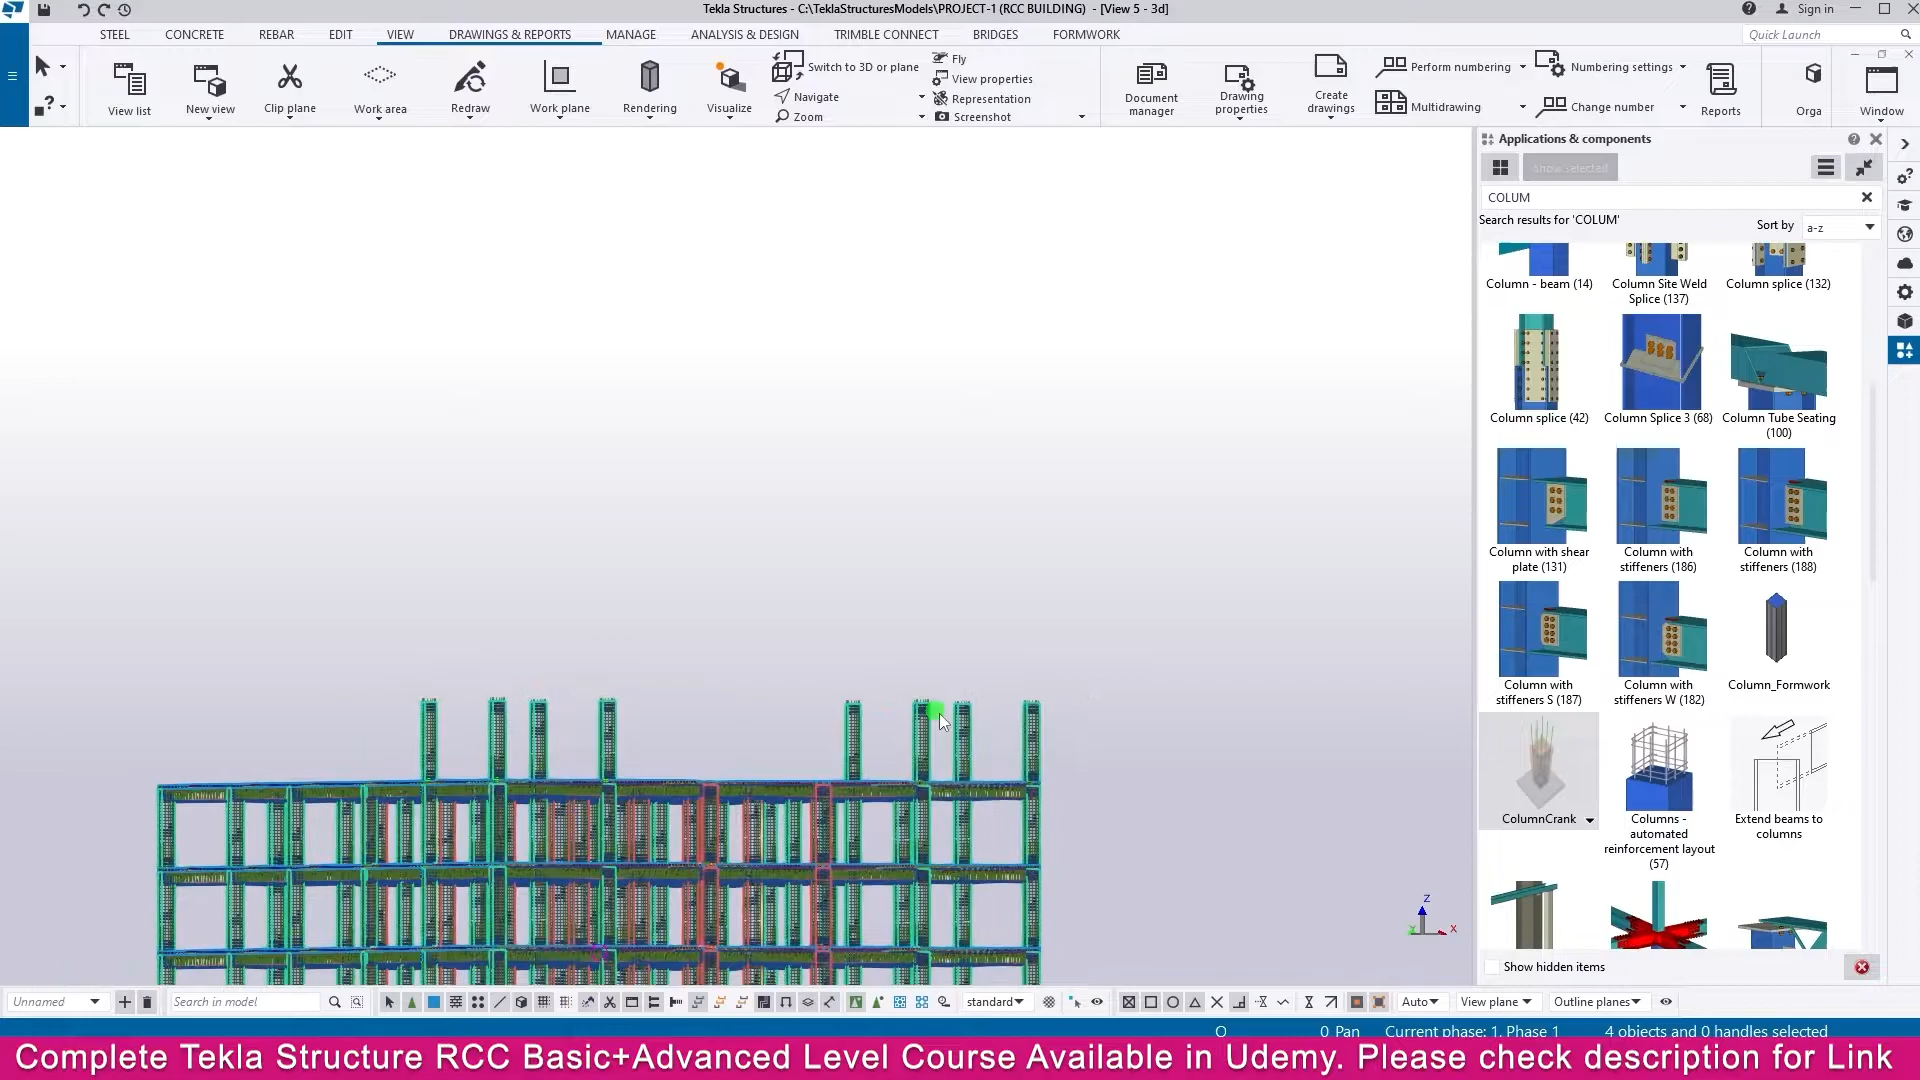 Tekla Structures - C:\TeklaStructuresModels\PROJECT-1 (RCC BUILDING) - [View 5 - 3d]
Sign in
STEEL CONCRETE REBAR EDIT VIEW DRAWINGS & REPORTS MANAGE ANALYSIS & DESIGN TRIMBLE CONNECT BRIDGES FORMWORK
Quick Launch
View list
New view
Clip plane
Work area
Redraw
Work plane
Rendering
Visualize
Switch to 3D or plane
Navigate
Zoom
Fly
View properties
Representation
Screenshot
Document
manager
Drawing
properties
Create
drawings
Perform numbering
Multidrawing
Numbering settings
Change number
Reports
Orga
Window
Applications & components
Show selected
COLUM
Search results for 'COLUM'
Sort by
a-z
Column - beam (14)
Column Site Weld
Splice (137)
Column splice (132)
Column splice (42)
Column Splice 3 (68)
Column Tube Seating
(100)
Column with shear
plate (131)
Column with
stiffeners (186)
Column with
stiffeners (188)
Column with
stiffeners S (187)
Column with
stiffeners W (182)
Column_Formwork
ColumnCrank
Columns -
automated
reinforcement layout
(57)
Extend beams to
columns
Z
Y
X
Show hidden items
Unnamed
Search in model
standard
Auto
View plane
Outline planes
O
0 Pan
Current phase: 1, Phase 1
4 objects and 0 handles selected
Complete Tekla Structure RCC Basic+Advanced Level Course Available in Udemy. Please check description for Link